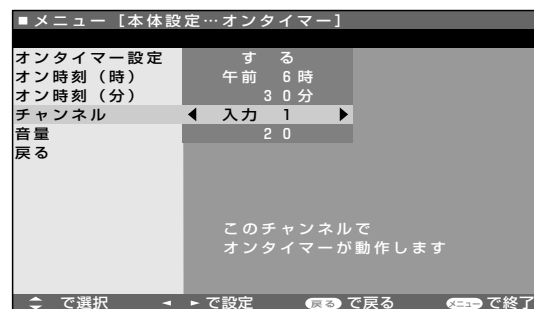 ■メニュー [本体設定…オンタイマー]
オンタイマー設定 する
オン時刻(時) 午前 6時
オン時刻(分) 30分
チャンネル ◀ 入力 1 ▶
音量 20
戻る
このチャンネルで
オンタイマーが動作します
で選択 ◄ ► で設定 戻る で戻る メニュー で終了